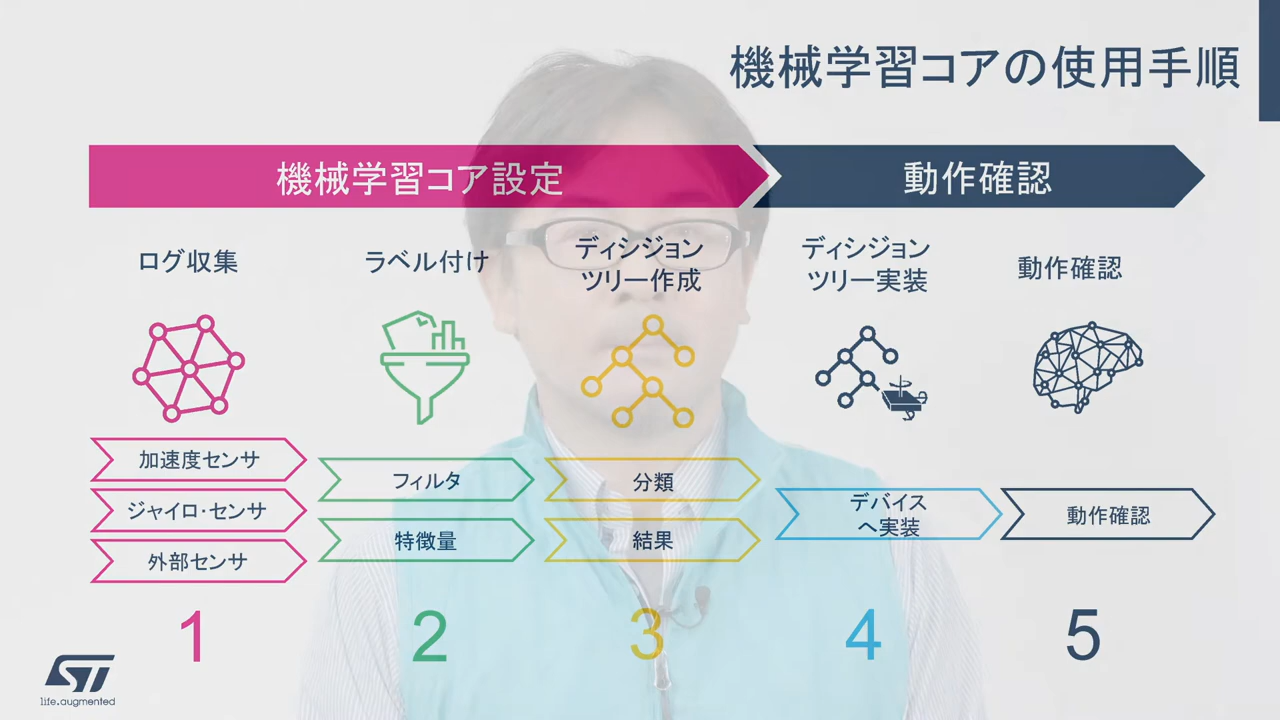 機械学習コアの使用手順
機械学習コア設定
動作確認
ログ収集
ラベル付け
ディシジョン
ツリー作成
ディシジョン
ツリー実装
動作確認
加速度センサ
ジャイロ・センサ
外部センサ
フィルタ
特徴量
分類
結果
デバイス
へ実装
動作確認
1
2
3
4
5
ST
life.augmented